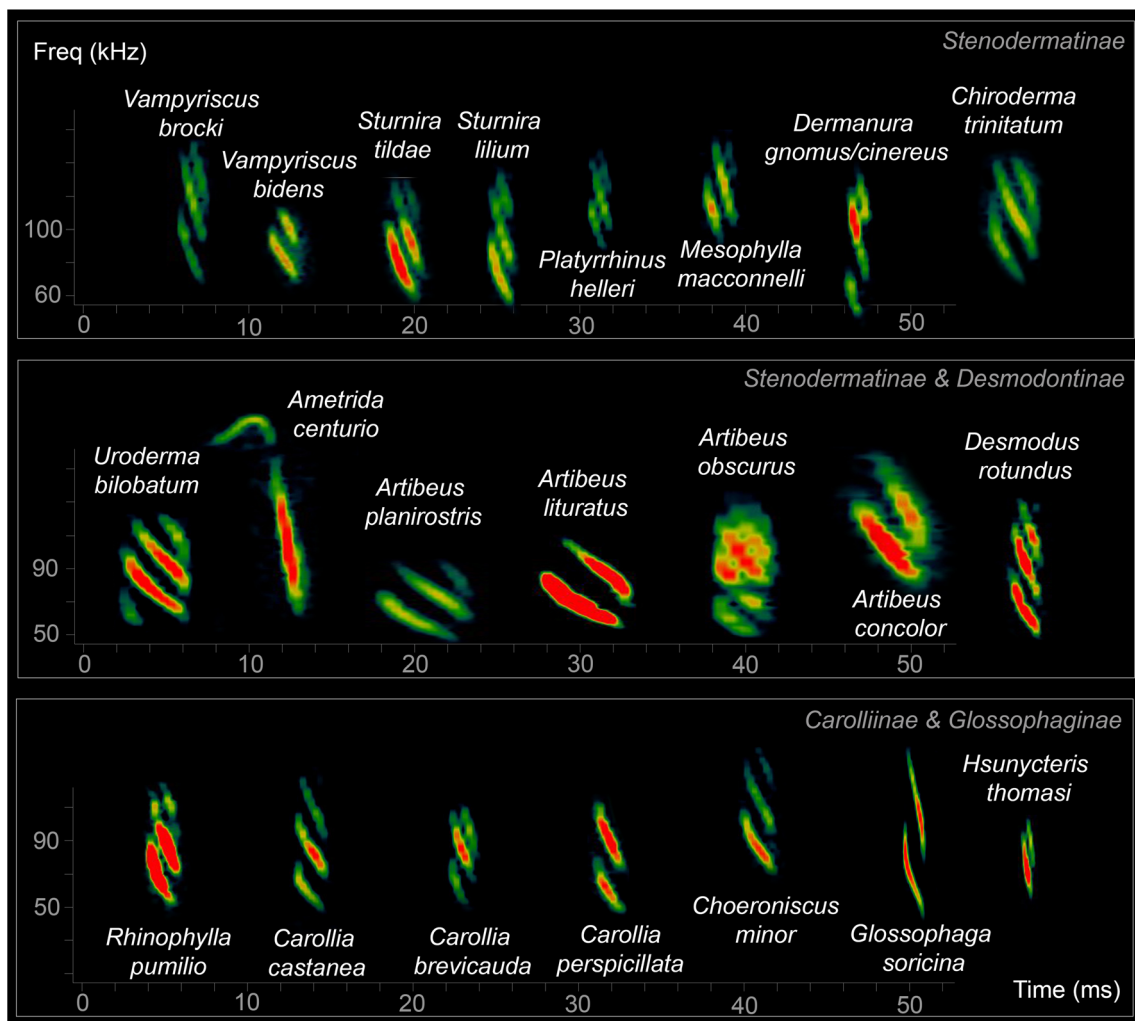 Freq (kHz)
Stenodermatinae
Vampyriscus
brocki
Vampyriscus
bidens
Sturnira
tildae
Sturnira
lilium
Platyrrhinus
helleri
Mesophylla
macconnelli
Dermanura
gnomus/cinereus
Chiroderma
trinitatum
100
60
0 10 20 30 40 50
Stenodermatinae & Desmodontinae
Uroderma
bilobatum
Ametrida
centurio
Artibeus
planirostris
Artibeus
lituratus
Artibeus
obscurus
Artibeus
concolor
Desmodus
rotundus
90
50
0 10 20 30 40 50
Carolliinae & Glossophaginae
Hsunycteris
thomasi
90
50
Rhinophylla
pumilio
Carollia
castanea
Carollia
brevicauda
Carollia
perspicillata
Choeroniscus
minor
Glossophaga
soricina
0 10 20 30 40 50
Time (ms)